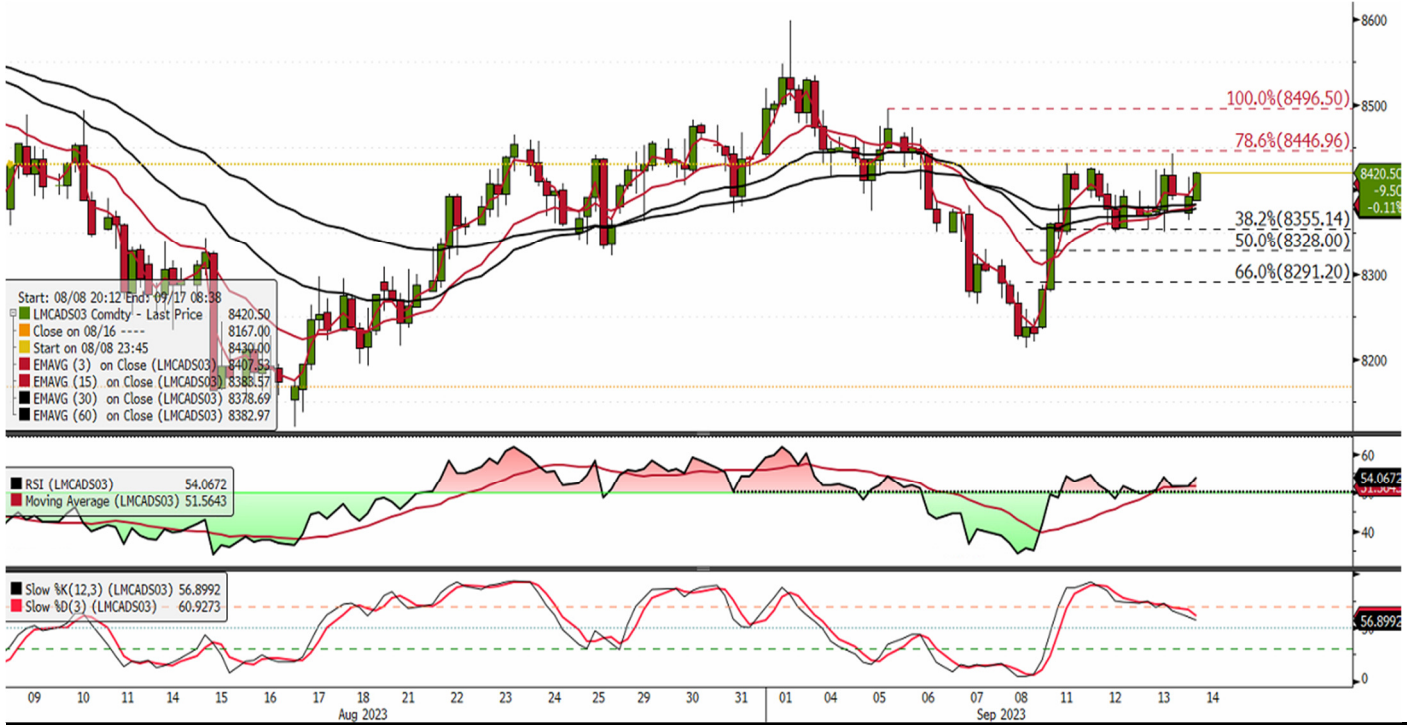 8600
8500
100.0%(8496.50)
78.6%(8446.96)
8420.50
-9.50
-0.11%
38.2%(8355.14)
50.0%(8328.00)
66.0%(8291.20)
8300
8200
Start: 08/08 20:12 End: 09/17 08:38
LMCADS03 Comdty - Last Price 8420.50
Close on 08/16 ---- 8167.00
Start on 08/08 23:45 8430.00
EMAVG (3) on Close (LMCADS03) 8407.53
EMAVG (15) on Close (LMCADS03) 8383.57
EMAVG (30) on Close (LMCADS03) 8378.69
EMAVG (60) on Close (LMCADS03) 8382.97
RSI (LMCADS03) 54.0672
Moving Average (LMCADS03) 51.5643
60
54.0672
40
Slow %K(12,3) (LMCADS03) 56.8992
Slow %D(3) (LMCADS03) 60.9273
56.8992
0
09 10 11 14 15 16 17 18 21 22 23 24 25 29 30 31 01 04 05 06 07 08 11 12 13 14
Aug 2023 Sep 2023